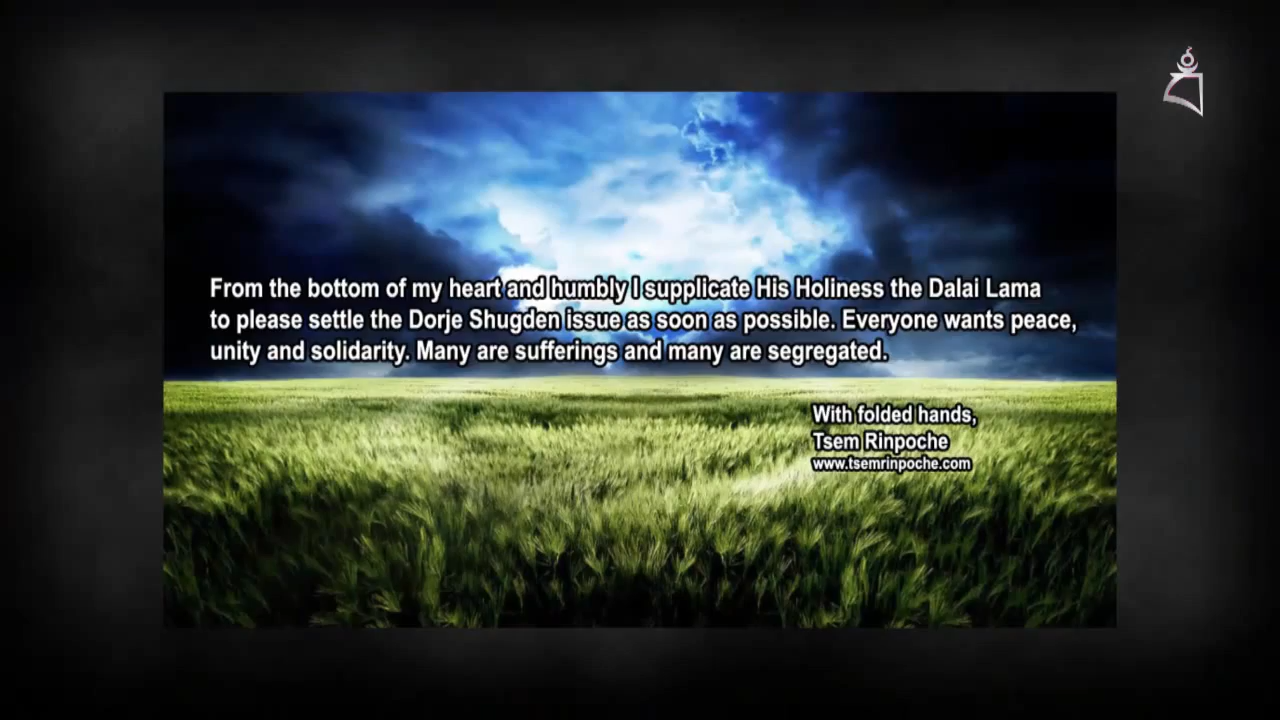 From the bottom of my heart and humbly I supplicate His Holiness the Dalai Lama
to please settle the Dorje Shugden issue as soon as possible. Everyone wants peace,
unity and solidarity. Many are sufferings and many are segregated.
With folded hands,
Tsem Rinpoche
www.tsemrinpoche.com